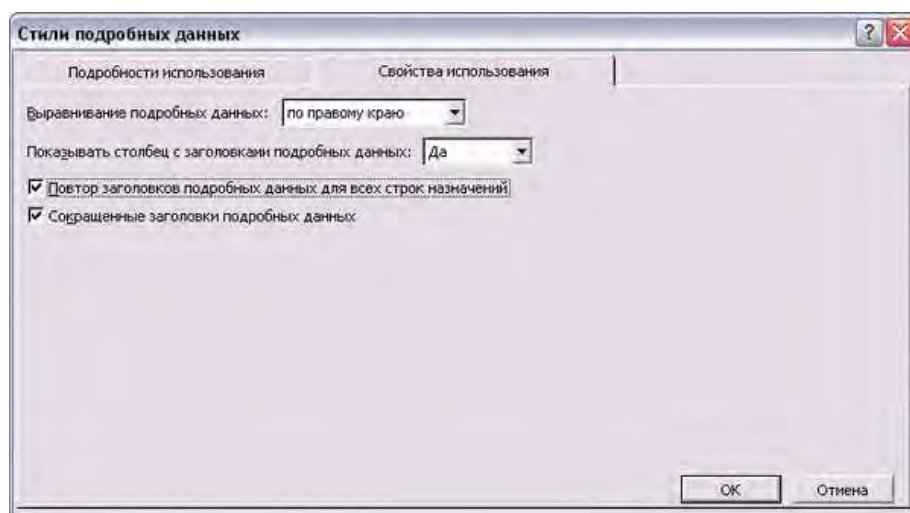 Стили подробных данных
Подробности использования Свойства использования
Выравнивание подробных данных: по правому краю
Показывать столбец с заголовками подробных данных: Да
Повтор заголовков подробных данных для всех строк назначений
Сокращенные заголовки подробных данных
OK Отмена